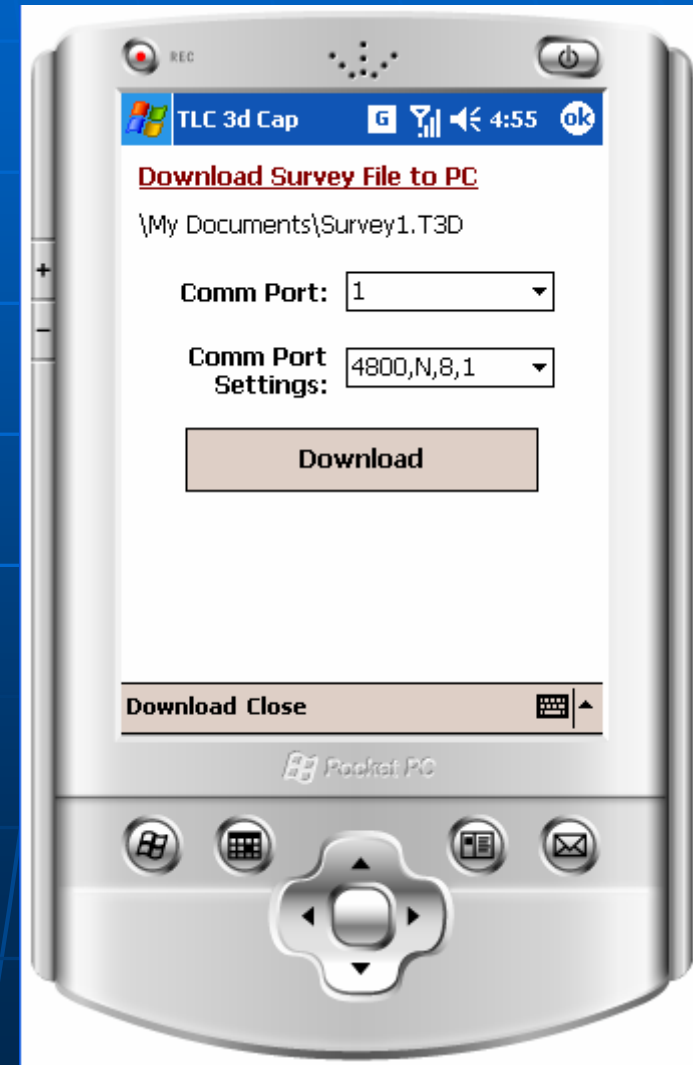 REC
TLC 3d Cap G 4:55 ok
Download Survey File to PC
\My Documents\Survey1.T3D
Comm Port: 1
Comm Port
Settings: 4800,N,8,1
Download
Download Close
Pocket PC